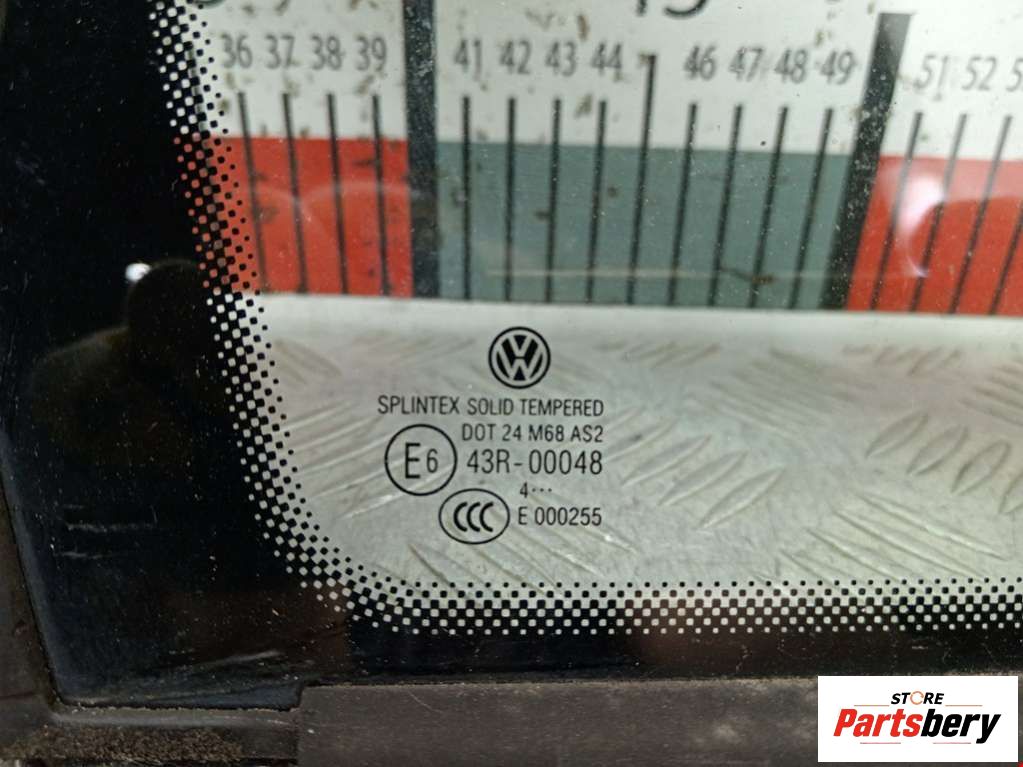 36 37 38 39 41 42 43 44 46 47 48 49 51 52
SPLINTEX SOLID TEMPERED
DOT 24 M68 AS2
E6 43R-00048
4···
CCC E 000255
STORE
Partsbery